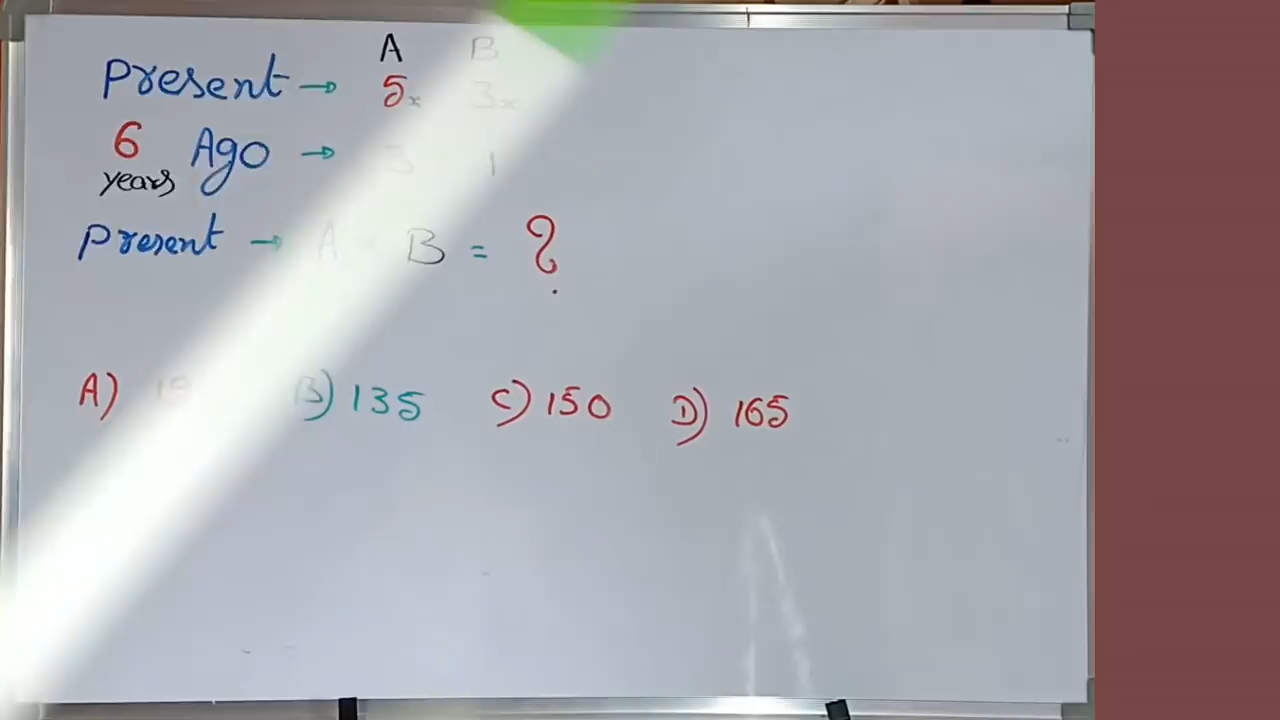 A B
Present → 5x 3x
6 years Ago → 3 1
Present → A B = ?
A) B) 135 C) 150 D) 165